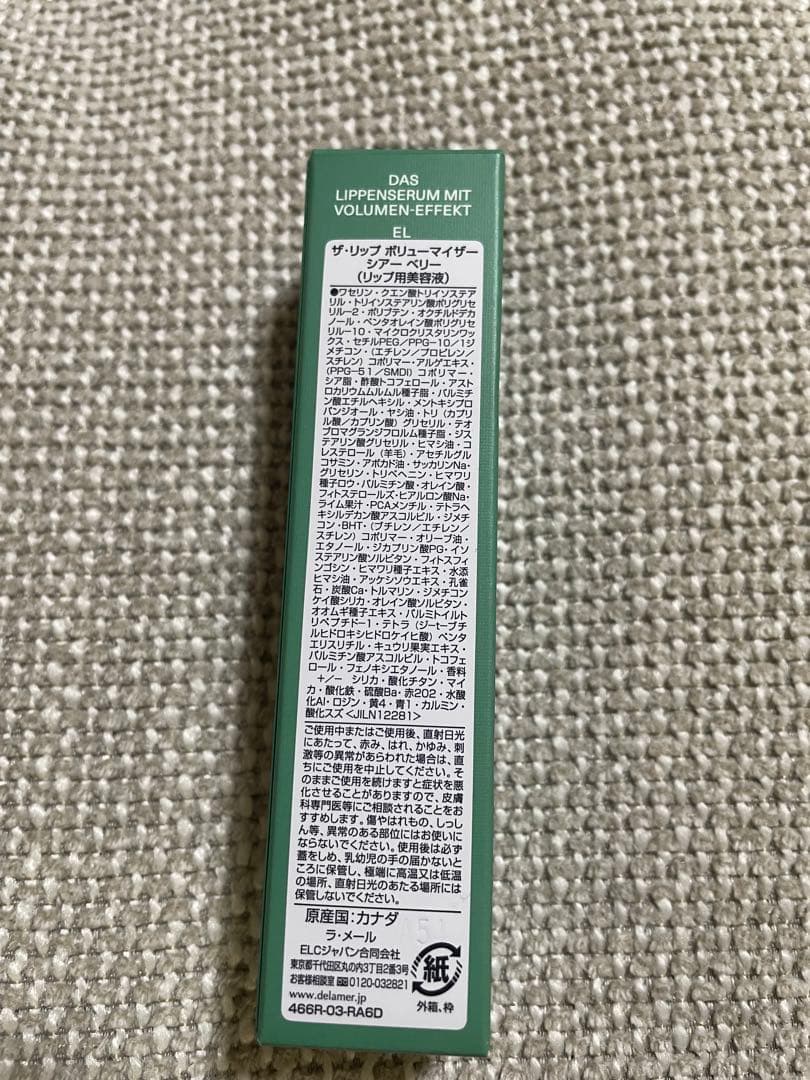 DAS
LIPPENSERUM MIT
VOLUMEN-EFFEKT
EL
ザ・リップ ボリューマイザー
シアー ベリー
(リップ用美容液)
●ワセリン・クエン酸トリイソステア
リル・トリイソステアリン酸ポリグリセ
リル-2・ポリブテン・オクチルドデカ
ノール・ペンタオレイン酸ポリグリセ
リル-10・マイクロクリスタリンワッ
クス・セチルPEG/PPG-10/1ジ
メチコン・(エチレン/プロピレン/
スチレン) コポリマー・アルゲエキス・
(PPG-51/SMDI) コポリマー・
シア脂・酢酸トコフェロール・アスト
ロカリウムムルムル種子脂・パルミチ
ン酸エチルヘキシル・メントキシプロ
パンジオール・ヤシ油・トリ (カプリ
ル酸/カプリン酸) グリセリル・テオ
ブロマグランジフロルム種子脂・ジス
テアリン酸グリセリル・ヒマシ油・コ
レステロール (羊毛)・アセチルグル
コサミン・アボカド油・サッカリンNa・
グリセリン・トリベヘニン・ヒマワリ
種子ロウ・パルミチン酸・オレイン酸・
フィトステロールズ・ヒアルロン酸Na・
ライム果汁・PCAメンチル・テトラヘ
キシルデカン酸アスコルビル・ジメチ
コン・BHT・(ブチレン/エチレン/
スチレン) コポリマー・オリーブ油・
エタノール・ジカプリン酸PG・イソ
ステアリン酸ソルビタン・フィトスフィ
ンゴシン・ヒマワリ種子エキス・水添
ヒマシ油・アッケシソウエキス・孔雀
石・炭酸Ca・トルマリン・ジメチコン
ケイ酸シリカ・オレイン酸ソルビタン・
オオムギ種子エキス・パルミトイルト
リペプチド-1・テトラ (ジ-t-ブチ
ルヒドロキシヒドロケイヒ酸) ペンタ
エリスリチル・キュウリ果実エキス・
パルミチン酸アスコルビル・トコフェ
ロール・フェノキシエタノール・香料
+/- シリカ・酸化チタン・マイ
カ・酸化鉄・硫酸Ba・赤202・水酸
化Al・ロジン・黄4・青1・カルミン・
酸化スズ <JILN12281>
ご使用中またはご使用後、直射日光
にあたって、赤み、はれ、かゆみ、刺
激等の異常があらわれた場合は、直
ちにご使用を中止してください。そ
のままご使用を続けますと症状を悪
化させることがありますので、皮膚
科専門医等にご相談されることをお
すすめします。傷やはれもの、しっし
ん等、異常のある部位にはお使いに
ならないでください。使用後は必ず
蓋をしめ、乳幼児の手の届かないと
ころに保管し、極端に高温又は低温
の場所、直射日光のあたる場所には
保管しないでください。
原産国:カナダ
ラ・メール
ELCジャパン合同会社
東京都千代田区丸の内3丁目2番3号
お客様相談室 0120-032821
www.delamer.jp
466R-03-RA6D
紙
外箱、枠